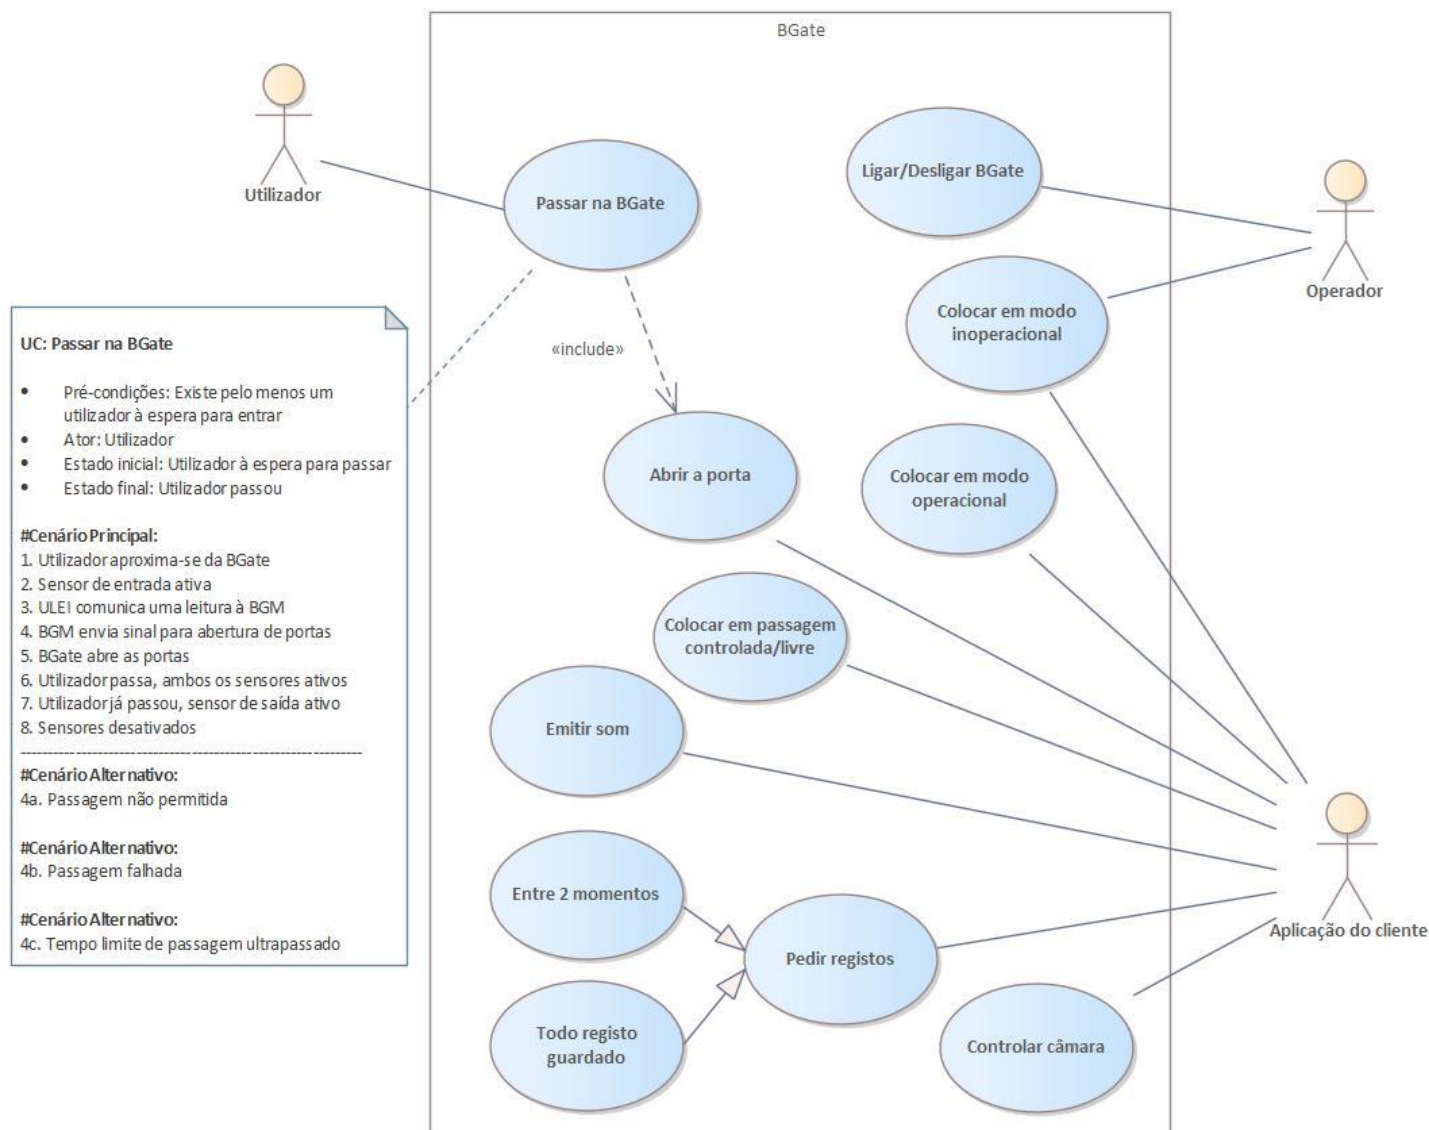 BGate
Utilizador
Passar na BGate
Ligar/Desligar BGate
Operador
Colocar em modo
inoperacional
«include»
UC: Passar na BGate
• Pré-condições: Existe pelo menos um
utilizador à espera para entrar
• Ator: Utilizador
• Estado inicial: Utilizador à espera para passar
• Estado final: Utilizador passou
#Cenário Principal:
1. Utilizador aproxima-se da BGate
2. Sensor de entrada ativa
3. ULEI comunica uma leitura à BGM
4. BGM envia sinal para abertura de portas
5. BGate abre as portas
6. Utilizador passa, ambos os sensores ativos
7. Utilizador já passou, sensor de saída ativo
8. Sensores desativados
--------------------------------------------------------------
#Cenário Alternativo:
4a. Passagem não permitida
#Cenário Alternativo:
4b. Passagem falhada
#Cenário Alternativo:
4c. Tempo limite de passagem ultrapassado
Abrir a porta
Colocar em modo
operacional
Colocar em passagem
controlada/livre
Emitir som
Entre 2 momentos
Pedir registos
Aplicação do cliente
Todo registo
guardado
Controlar câmara